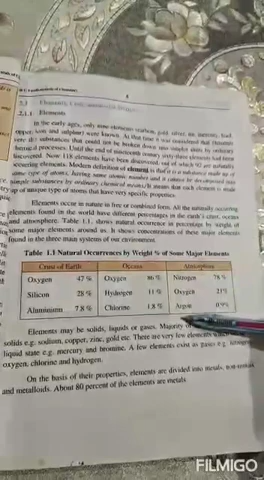 2.1.1 Elements
In the early ages, only nine elements (carbon, gold, silver, tin, mercury, lead,
copper, iron and sulphur) were known. At that time it was considered that elements
were the substances that could not be broken down into simpler units by ordinary
chemical processes. Until the end of nineteenth century sixty-three elements had been
discovered. Now 118 elements have been discovered, out of which 92 are naturally
occurring elements. Modern definition of element is that it is a substance made up of
same type of atoms, having same atomic number and it cannot be decomposed into
simple substances by ordinary chemical means. It means that each element is made
up of unique type of atoms that have very specific properties.
Elements occur in nature in free or combined form. All the naturally occurring
elements found in the world have different percentages in the earth's crust, oceans
and atmosphere. Table 1.1, shows natural occurrence in percentage by weight of
some major elements around us. It shows concentrations of these major elements
found in the three main systems of our environment.
Table 1.1 Natural Occurrences by Weight % of Some Major Elements
Crust of Earth Oceans Atmosphere
Oxygen 47 % Oxygen 86 % Nitrogen 78 %
Silicon 28 % Hydrogen 11 % Oxygen 21%
Aluminium 7.8 % Chlorine 1.8 % Argon 0.9%
Elements may be solids, liquids or gases. Majority of
solids e.g. sodium, copper, zinc, gold etc. There are very few elements
liquid state e.g. mercury and bromine. A few elements exist as gases e.g. nitrogen,
oxygen, chlorine and hydrogen.
On the basis of their properties, elements are divided into metals, non-metals
and metalloids. About 80 percent of the elements are metals.
FILMIGO